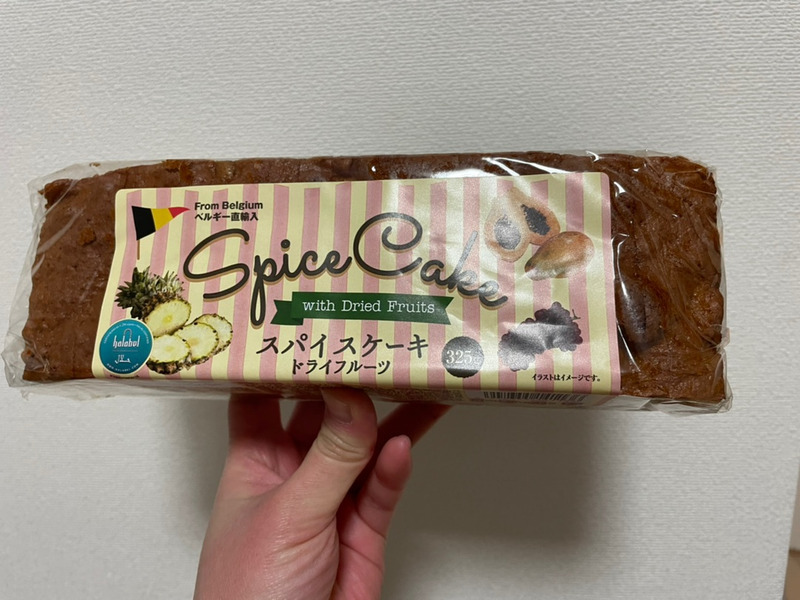 From Belgium
ベルギー直輸入
Spice Cake
with Dried Fruits
スパイスケーキ
ドライフルーツ
325g
halabul
حلال
イラストはイメージです。